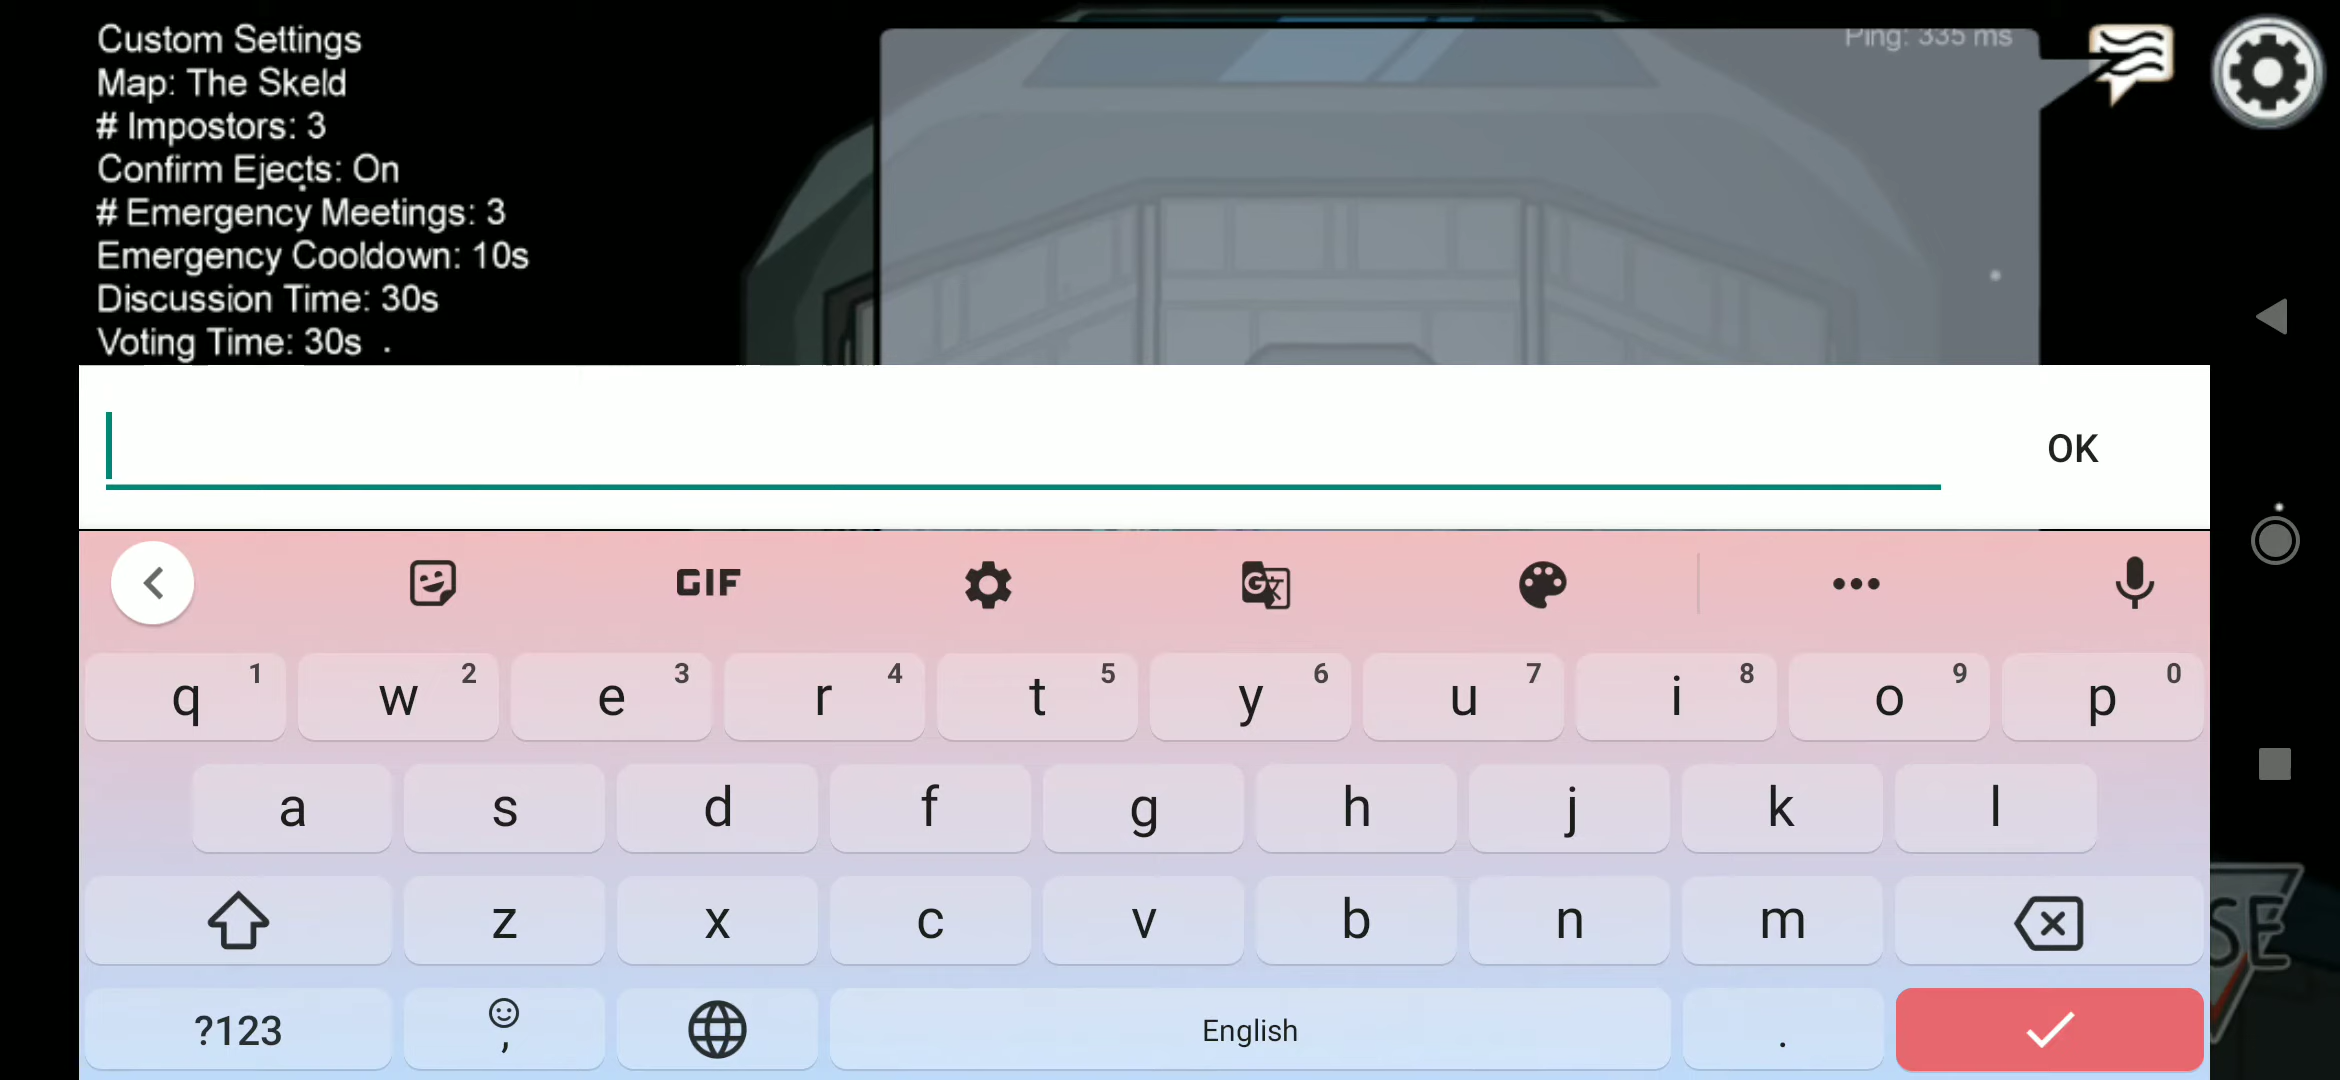 Custom Settings
Map: The Skeld
# Impostors: 3
Confirm Ejects: On
# Emergency Meetings: 3
Emergency Cooldown: 10s
Discussion Time: 30s
Voting Time: 30s
Ping: 335 ms
OK
GIF
q 1 w 2 e 3 r 4 t 5 y 6 u 7 i 8 o 9 p 0
a s d f g h j k l
z x c v b n m
?123 , English .